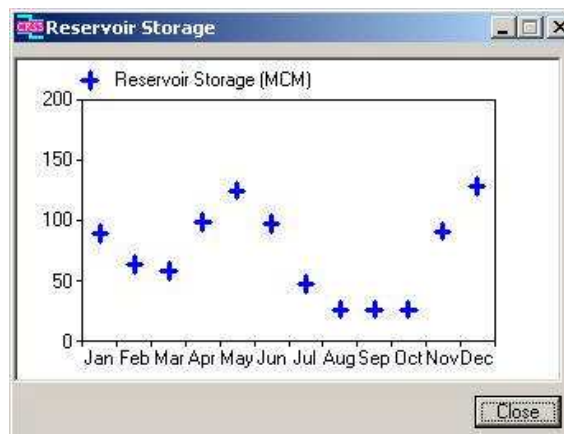 CRSS Reservoir Storage
Reservoir Storage (MCM)
200
150
100
50
0
Jan Feb Mar Apr May Jun Jul Aug Sep Oct Nov Dec
Close